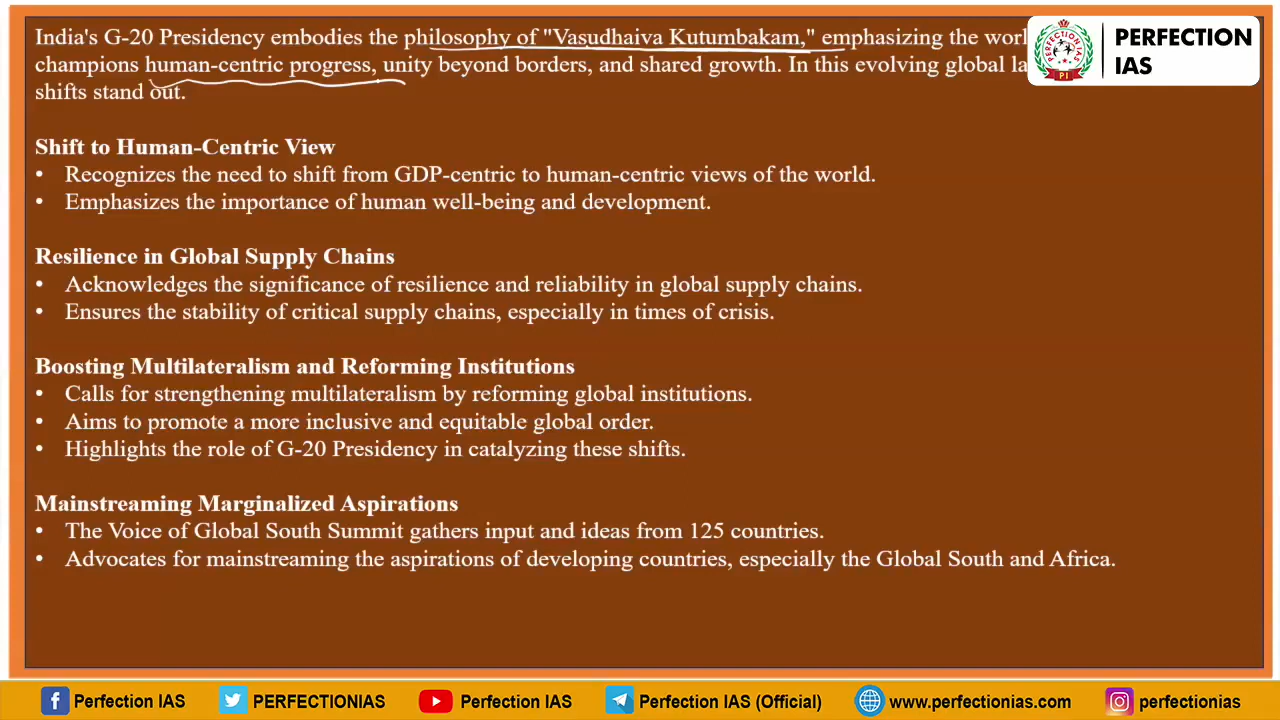 India's G-20 Presidency embodies the philosophy of "Vasudhaiva Kutumbakam," emphasizing the
champions human-centric progress, unity beyond borders, and shared growth. In this evolving global
shifts stand out.
PERFECTION
IAS
PI
Shift to Human-Centric View
• Recognizes the need to shift from GDP-centric to human-centric views of the world.
• Emphasizes the importance of human well-being and development.
Resilience in Global Supply Chains
• Acknowledges the significance of resilience and reliability in global supply chains.
• Ensures the stability of critical supply chains, especially in times of crisis.
Boosting Multilateralism and Reforming Institutions
• Calls for strengthening multilateralism by reforming global institutions.
• Aims to promote a more inclusive and equitable global order.
• Highlights the role of G-20 Presidency in catalyzing these shifts.
Mainstreaming Marginalized Aspirations
• The Voice of Global South Summit gathers input and ideas from 125 countries.
• Advocates for mainstreaming the aspirations of developing countries, especially the Global South and Africa.
Perfection IAS PERFECTIONIAS Perfection IAS Perfection IAS (Official) www.perfectionias.com perfectionias